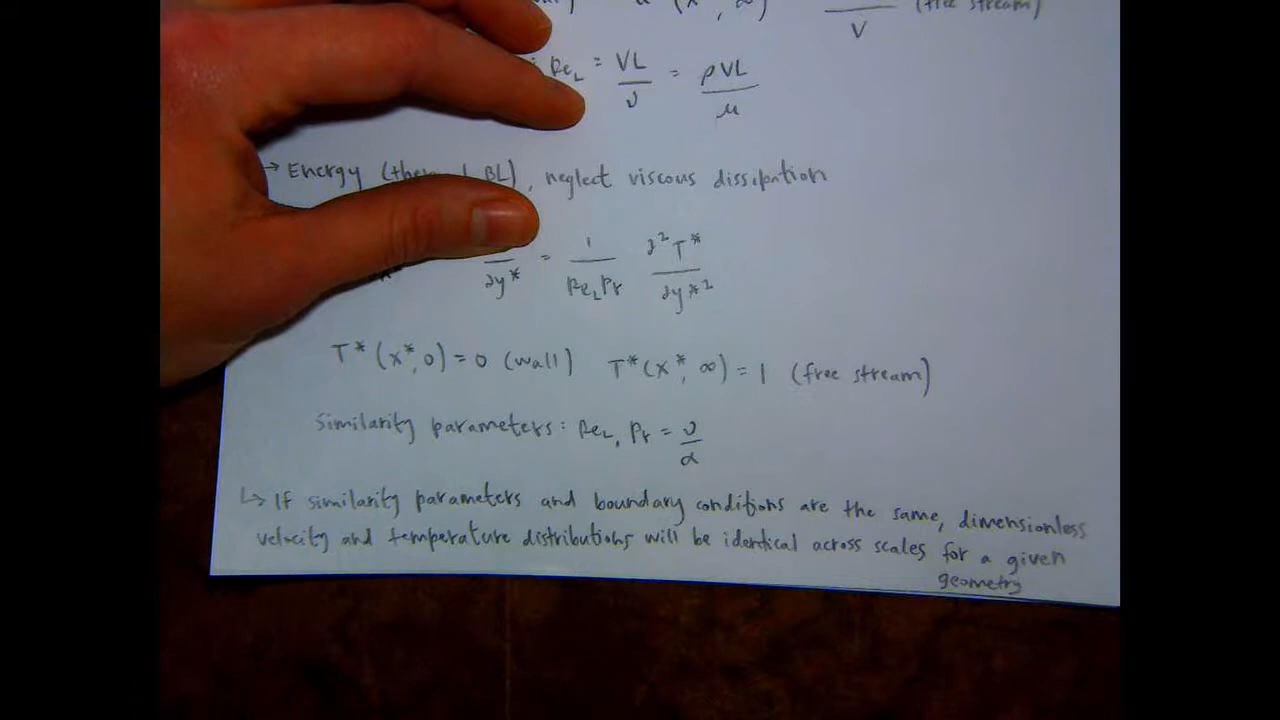 (x*, ∞) V (free stream)
Re_L = VL/ν = ρVL/μ
→ Energy (thermal BL), neglect viscous dissipation
∂y* = 1/(Re_L Pr) ∂²T*/∂y*²
T*(x*,0) = 0 (wall) T*(x*, ∞) = 1 (free stream)
Similarity parameters: Re_L, Pr = ν/α
↳ If similarity parameters and boundary conditions are the same, dimensionless
velocity and temperature distributions will be identical across scales for a given
geometry